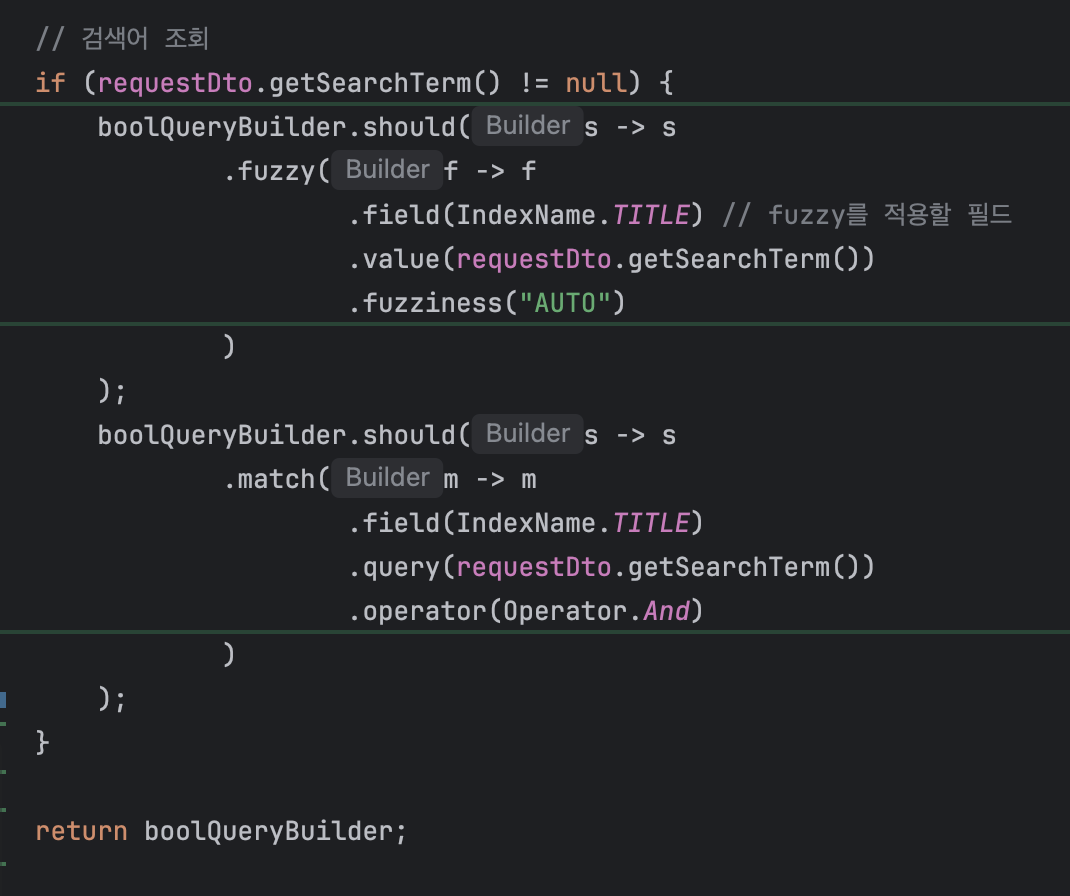 // 검색어 조회
if (requestDto.getSearchTerm() != null) {
boolQueryBuilder.should( Builder s -> s
.fuzzy( Builder f -> f
.field(IndexName.TITLE) // fuzzy를 적용할 필드
.value(requestDto.getSearchTerm())
.fuzziness("AUTO")
)
);
boolQueryBuilder.should( Builder s -> s
.match( Builder m -> m
.field(IndexName.TITLE)
.query(requestDto.getSearchTerm())
.operator(Operator.And)
)
);
}
return boolQueryBuilder;